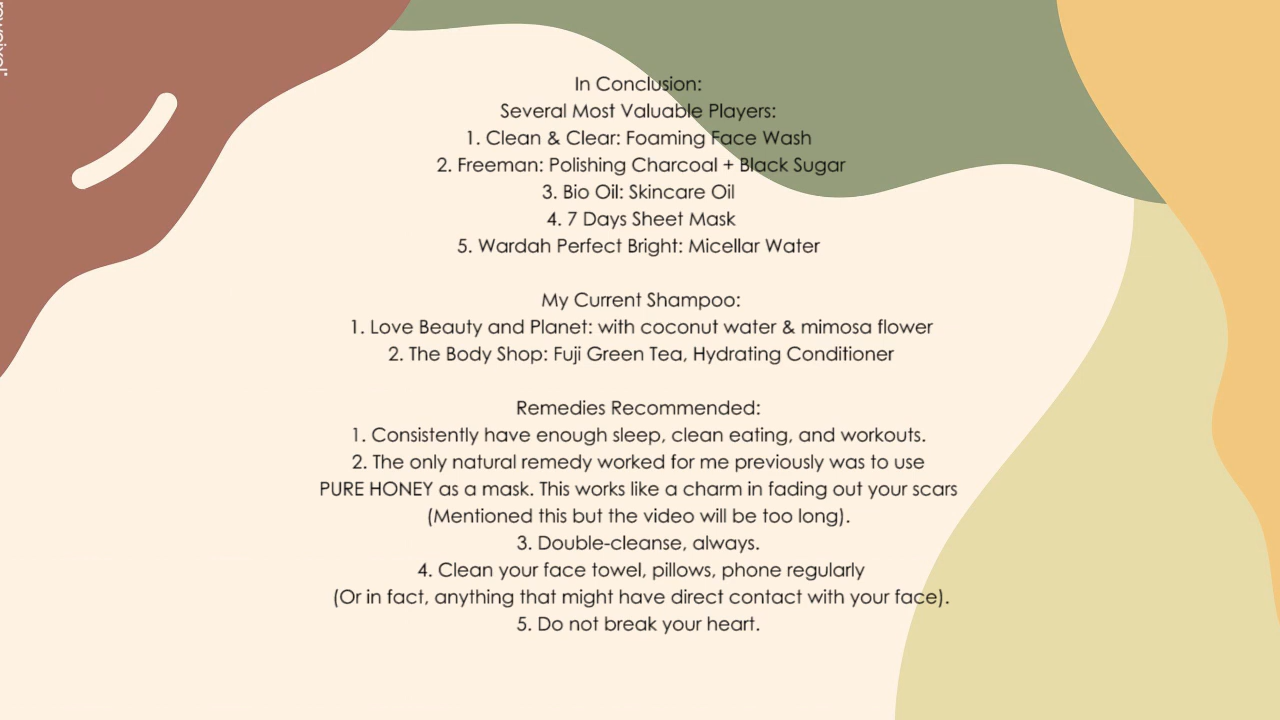 rawpixel
In Conclusion:
Several Most Valuable Players:
1. Clean & Clear: Foaming Face Wash
2. Freeman: Polishing Charcoal + Black Sugar
3. Bio Oil: Skincare Oil
4. 7 Days Sheet Mask
5. Wardah Perfect Bright: Micellar Water
My Current Shampoo:
1. Love Beauty and Planet: with coconut water & mimosa flower
2. The Body Shop: Fuji Green Tea, Hydrating Conditioner
Remedies Recommended:
1. Consistently have enough sleep, clean eating, and workouts.
2. The only natural remedy worked for me previously was to use
PURE HONEY as a mask. This works like a charm in fading out your scars
(Mentioned this but the video will be too long).
3. Double-cleanse, always.
4. Clean your face towel, pillows, phone regularly
(Or in fact, anything that might have direct contact with your face).
5. Do not break your heart.